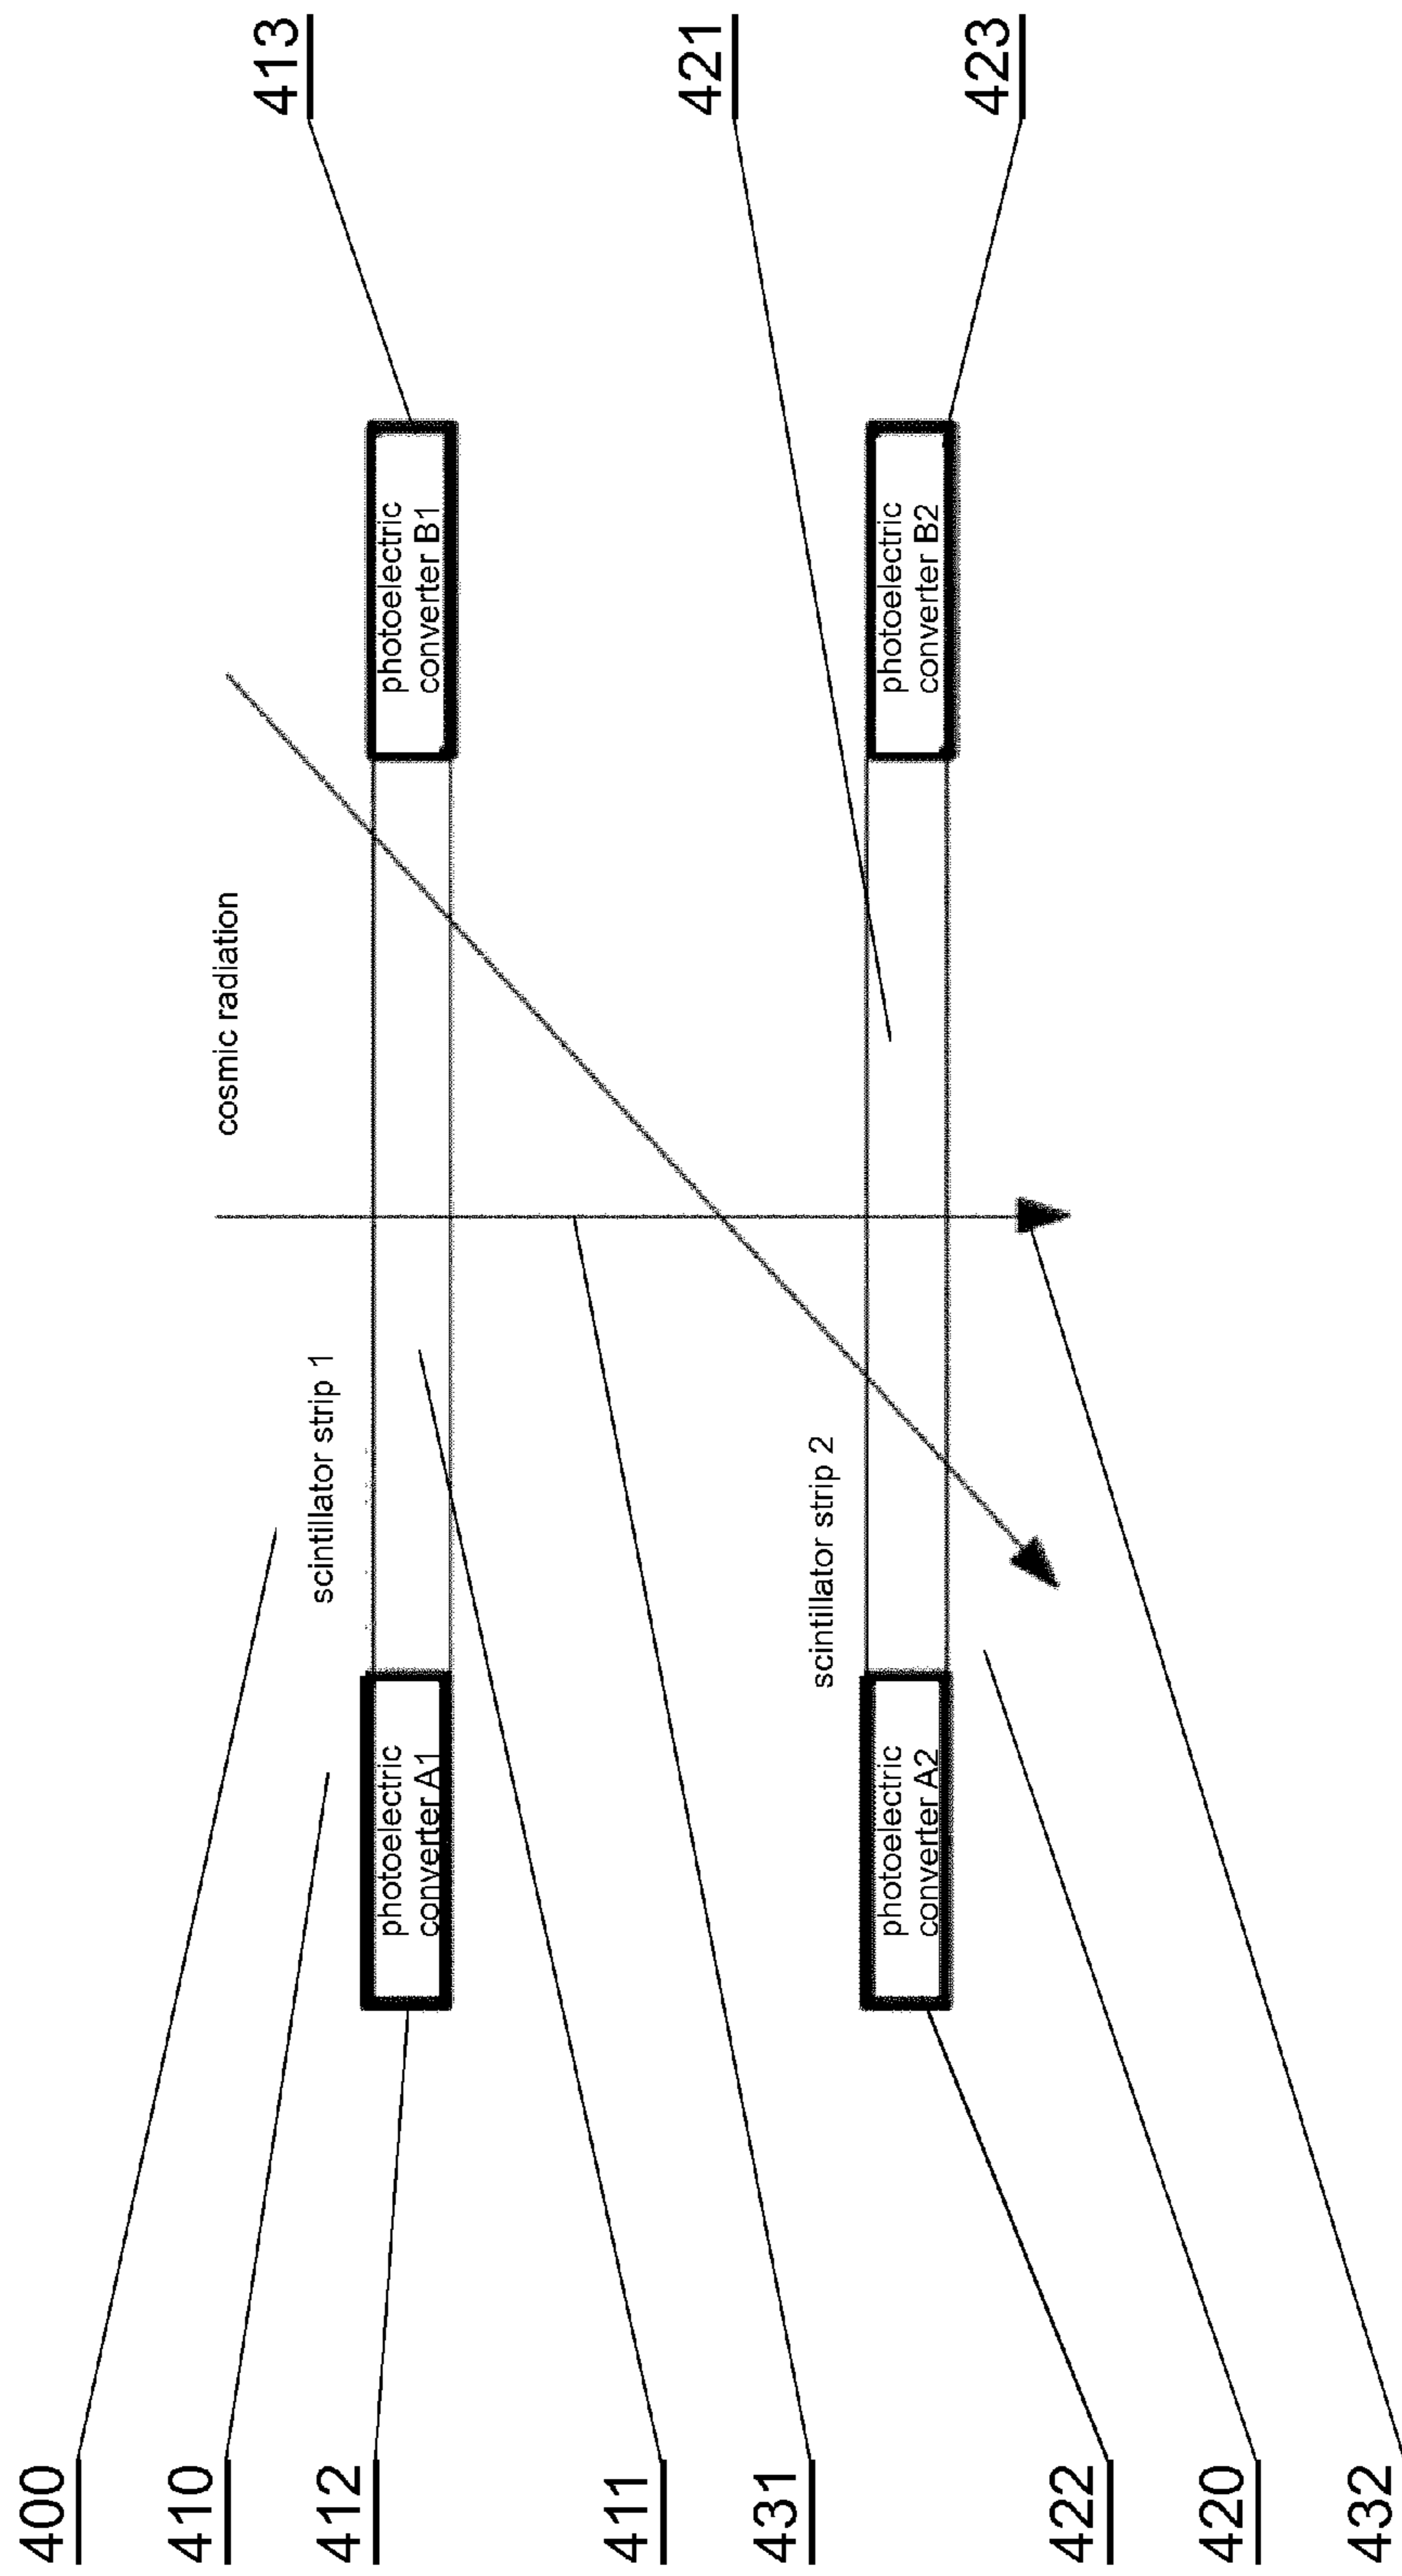 400
410
412
411
431
422
420
432
cosmic radiation
scintillator strip 1
photoelectric
converter A1
photoelectric
converter B1
scintillator strip 2
photoelectric
converter A2
photoelectric
converter B2
413
421
423